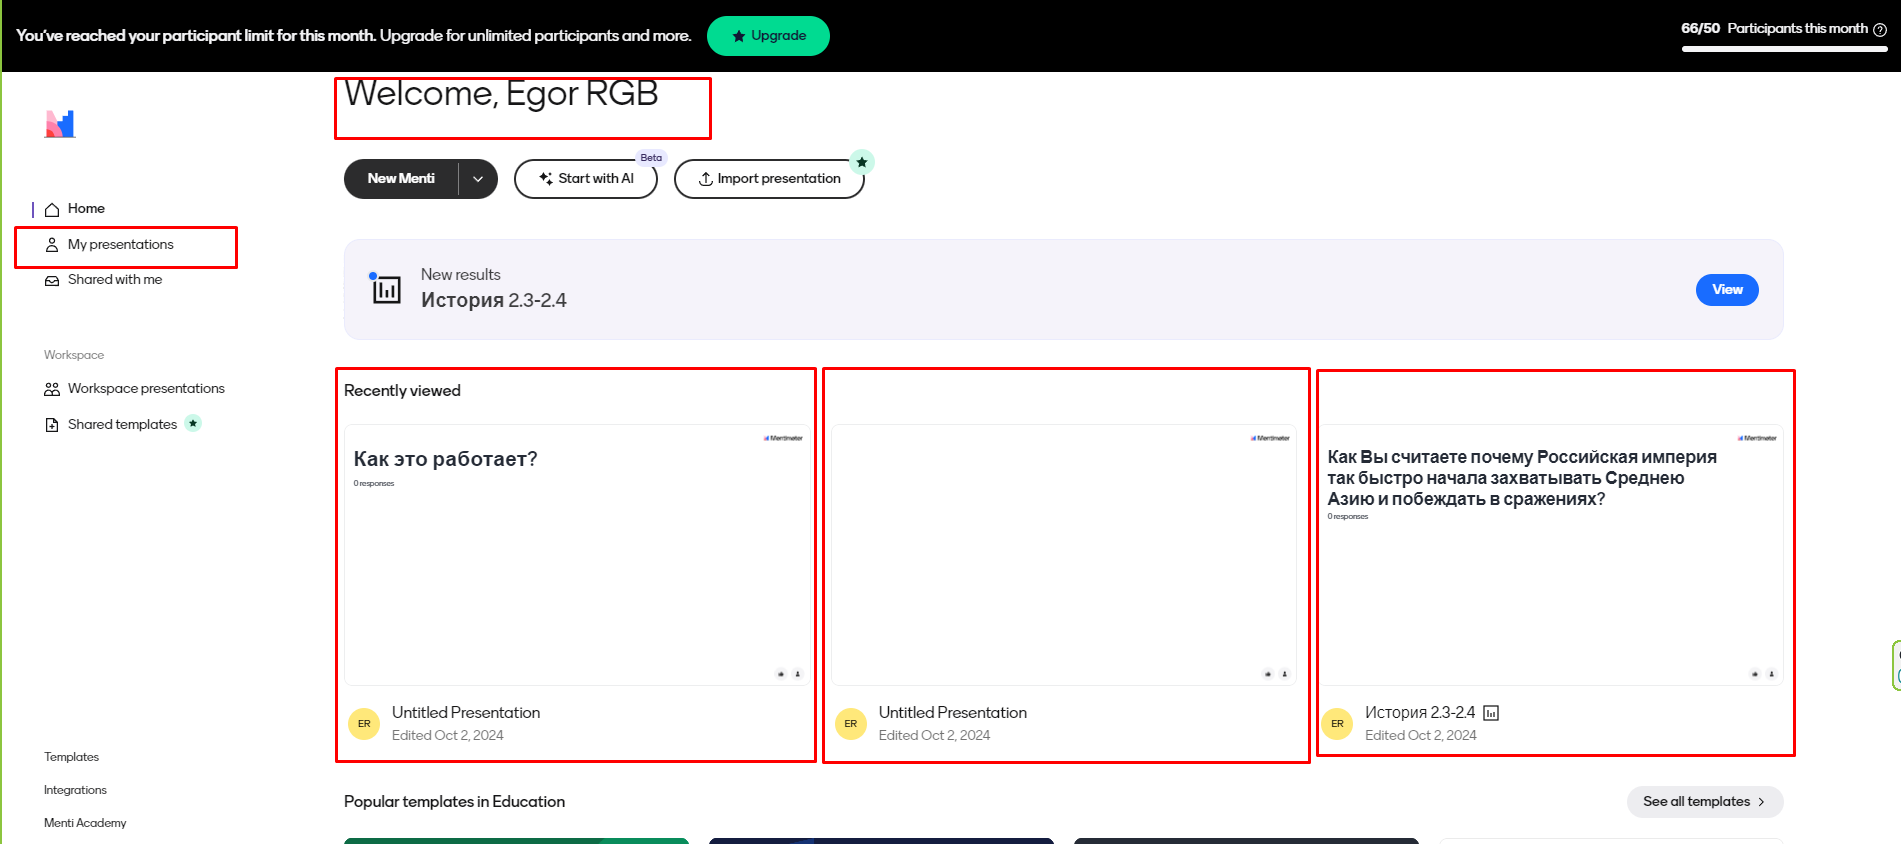 You've reached your participant limit for this month. Upgrade for unlimited participants and more.
Upgrade
66/50 Participants this month
Welcome, Egor RGB
New Menti
Start with AI
Beta
Import presentation
Home
My presentations
Shared with me
New results
История 2.3-2.4
View
Workspace
Workspace presentations
Shared templates
Recently viewed
Mentimeter
Как это работает?
0 responses
Untitled Presentation
ER
Edited Oct 2, 2024
Mentimeter
Untitled Presentation
ER
Edited Oct 2, 2024
Mentimeter
Как Вы считаете почему Российская империя
так быстро начала захватывать Среднею
Азию и побеждать в сражениях?
0 responses
История 2.3-2.4
ER
Edited Oct 2, 2024
Templates
Integrations
Menti Academy
Popular templates in Education
See all templates